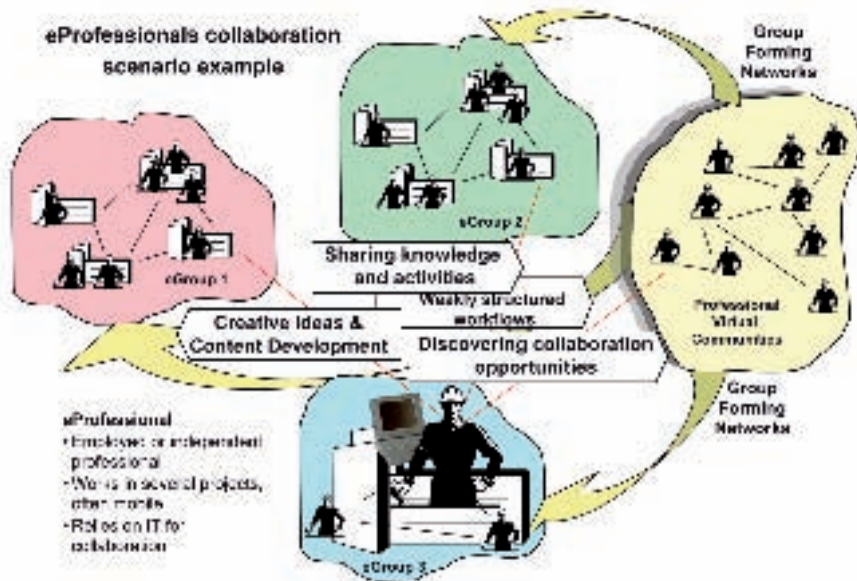 eProfessionals collaboration
scenario example
Group
Forming
Networks
eGroup 2
eGroup 1
Sharing knowledge
and activities
Weakly structured
workflows
Creative Ideas &
Content Development
Discovering collaboration
opportunities
Professional
Virtual
Communities
Group
Forming
Networks
eProfessional
• Employed or independent
professional
• Works in several projects,
often mobile
• Relies on IT for
collaboration
eGroup 3